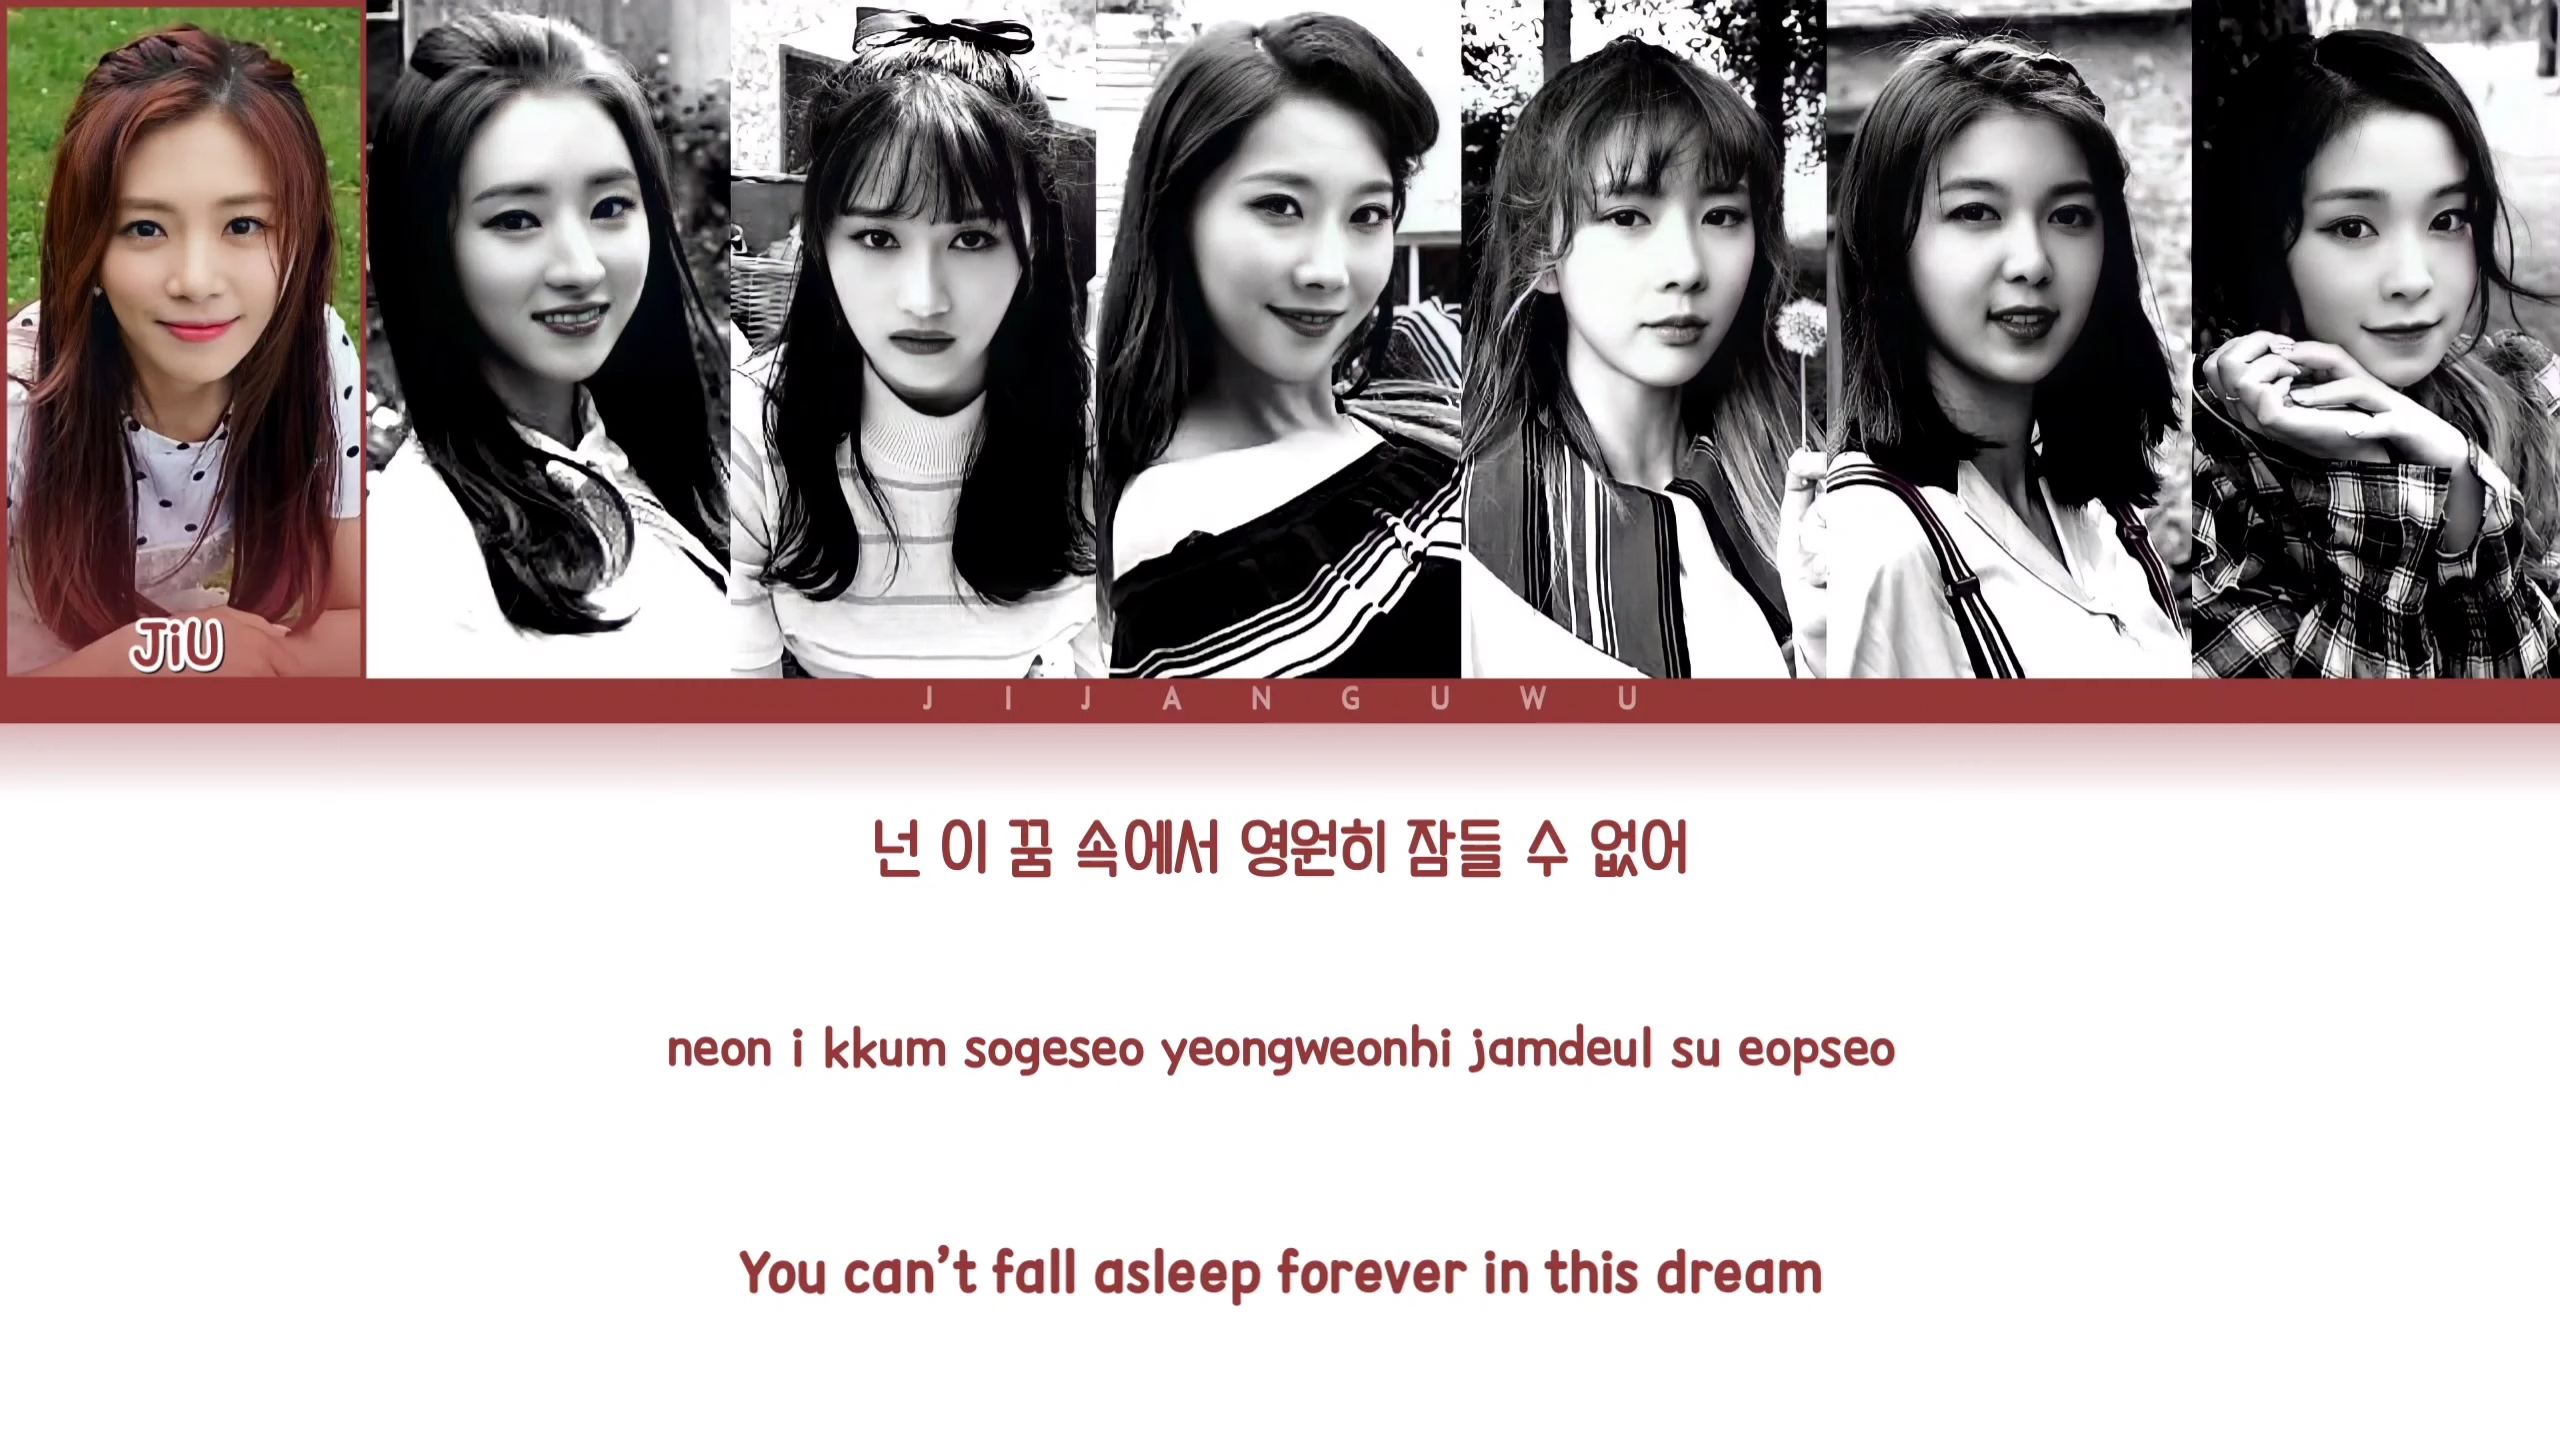 JiU
JIJANGUWU
넌 이 꿈 속에서 영원히 잠들 수 없어
neon i kkum sogeseo yeongweonhi jamdeul su eopseo
You can't fall asleep forever in this dream